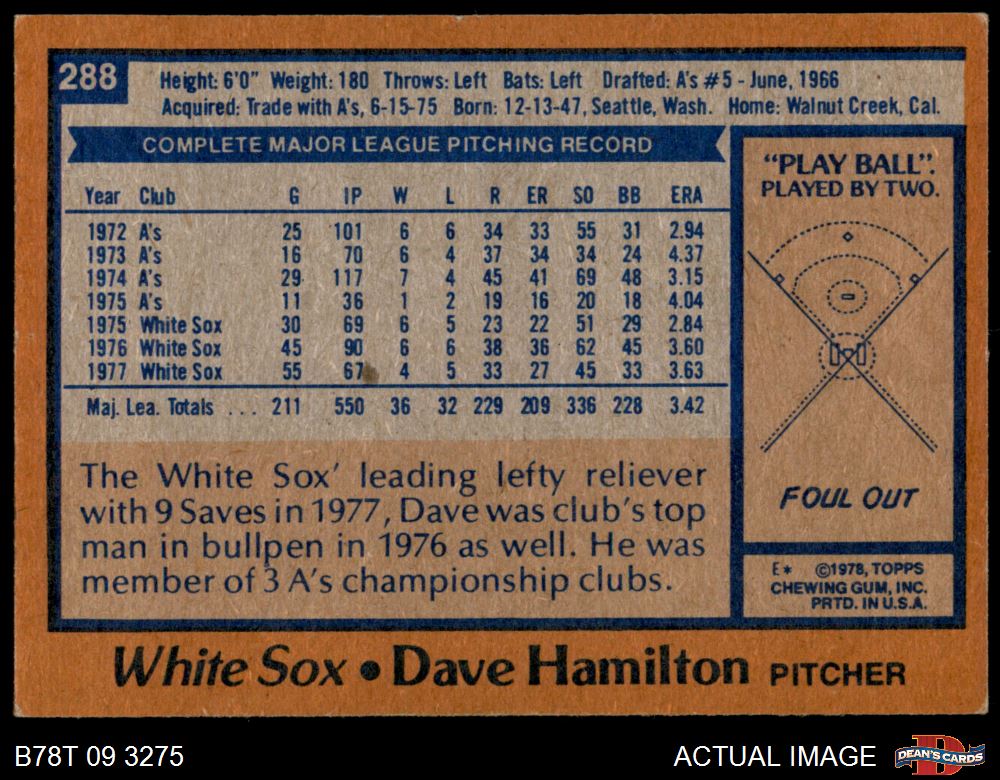 288
Height: 6'0" Weight: 180 Throws: Left Bats: Left Drafted: A's #5 - June, 1966
Acquired: Trade with A's, 6-15-75 Born: 12-13-47, Seattle, Wash. Home: Walnut Creek, Cal.
COMPLETE MAJOR LEAGUE PITCHING RECORD
Year Club G IP W L R ER SO BB ERA
1972 A's 25 101 6 6 34 33 55 31 2.94
1973 A's 16 70 6 4 37 34 34 24 4.37
1974 A's 29 117 7 4 45 41 69 48 3.15
1975 A's 11 36 1 2 19 16 20 18 4.04
1975 White Sox 30 69 6 5 23 22 51 29 2.84
1976 White Sox 45 90 6 6 38 36 62 45 3.60
1977 White Sox 55 67 4 5 33 27 45 33 3.63
Maj. Lea. Totals ... 211 550 36 32 229 209 336 228 3.42
The White Sox' leading lefty reliever
with 9 Saves in 1977, Dave was club's top
man in bullpen in 1976 as well. He was
member of 3 A's championship clubs.
"PLAY BALL".
PLAYED BY TWO.
FOUL OUT
E* ©1978, TOPPS
CHEWING GUM, INC.
PRTD. IN U.S.A.
White Sox • Dave Hamilton PITCHER
B78T 09 3275
ACTUAL IMAGE
D
DEAN'S CARDS